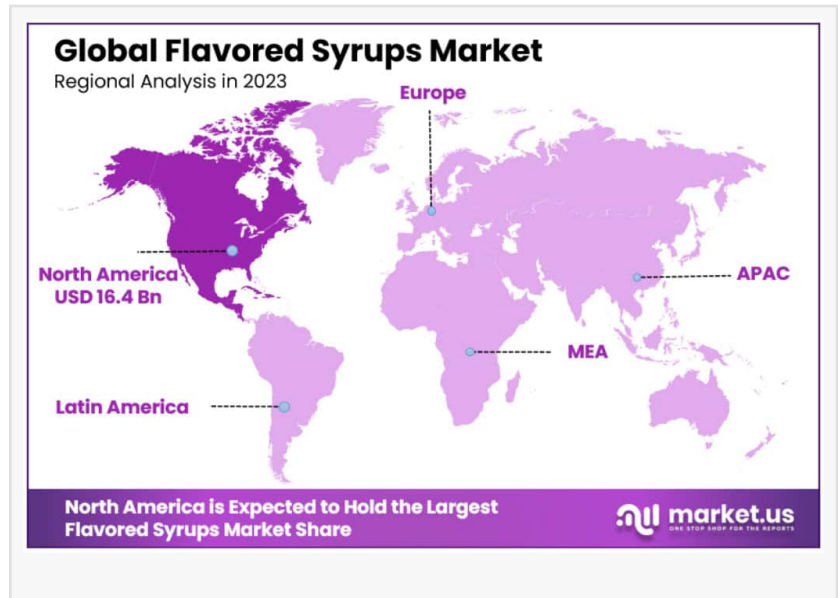 Global Flavored Syrups Market
Regional Analysis in 2023
Europe
North America
USD 16.4 Bn
APAC
MEA
Latin America
North America is Expected to Hold the Largest
Flavored Syrups Market Share
market.us
ONE STOP SHOP FOR THE REPORTS